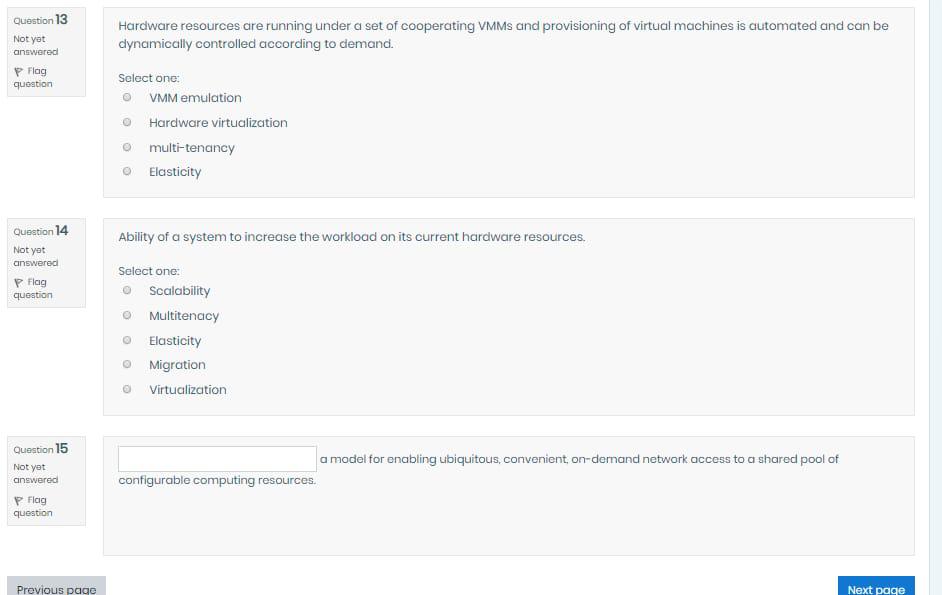 Question 13
Not yet
answered
Flag
question
Hardware resources are running under a set of cooperating VMMs and provisioning of virtual machines is automated and can be
dynamically controlled according to demand.
Select one:
VMM emulation
Hardware virtualization
multi-tenancy
Elasticity
Question 14
Not yet
answered
Flag
question
Ability of a system to increase the workload on its current hardware resources.
Select one:
Scalability
Multitenacy
Elasticity
Migration
Virtualization
Question 15
Not yet
answered
Flag
question
a model for enabling ubiquitous, convenient, on-demand network access to a shared pool of
configurable computing resources.
Previous page
Next page